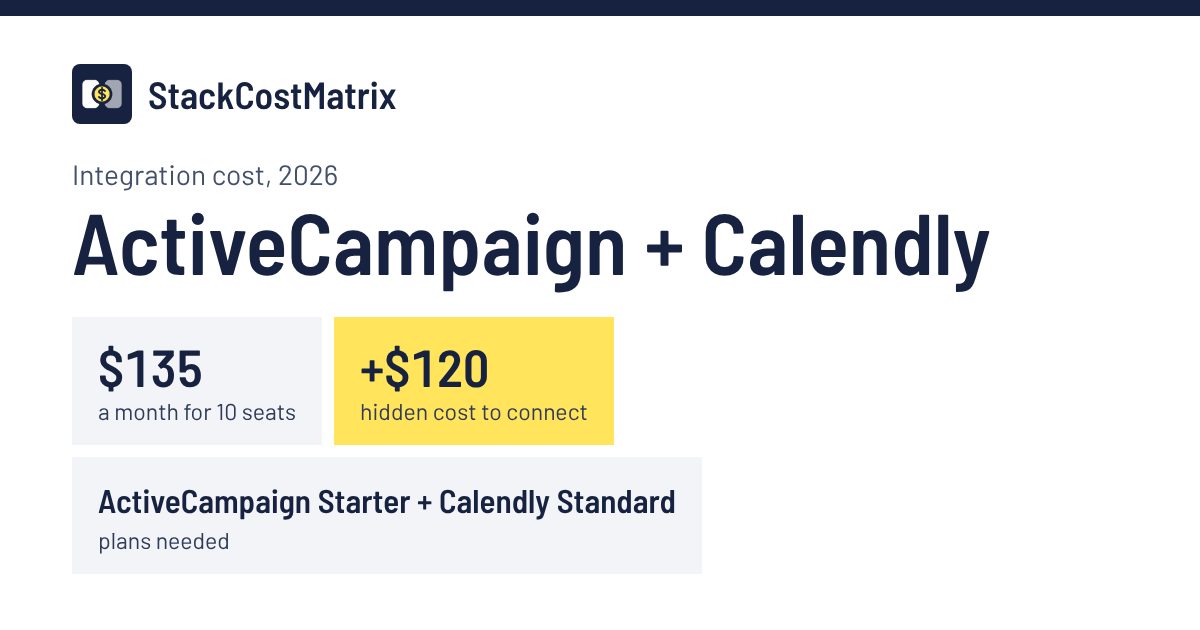 StackCostMatrix
Integration cost, 2026
ActiveCampaign + Calendly
$135
a month for 10 seats
+$120
hidden cost to connect
ActiveCampaign Starter + Calendly Standard
plans needed